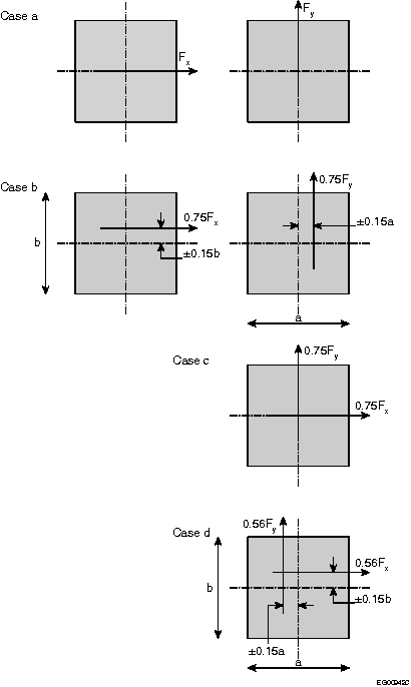 Case a
Fx
Fy
Case b
0.75Fx
±0.15b
b
0.75Fy
±0.15a
a
Case c
0.75Fy
0.75Fx
Case d
0.56Fy
0.56Fx
±0.15b
b
±0.15a
a
EG00942C